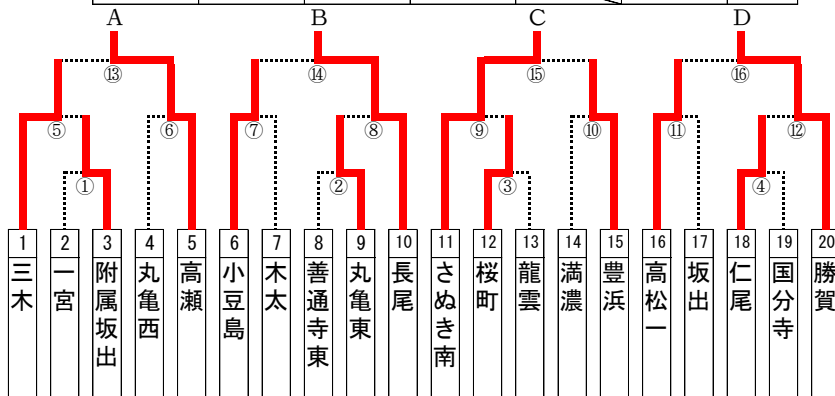 A B C D
⑬ ⑭ ⑮ ⑯
⑤ ⑥ ⑦ ⑧ ⑨ ⑩ ⑪ ⑫
① ② ③ ④
1 2 3 4 5 6 7 8 9 10 11 12 13 14 15 16 17 18 19 20
三木
一宮
附属坂出
丸亀西
高瀬
小豆島
木太
善通寺東
丸亀東
長尾
さぬき南
桜町
龍雲
満濃
豊浜
高松一
坂出
仁尾
国分寺
勝賀